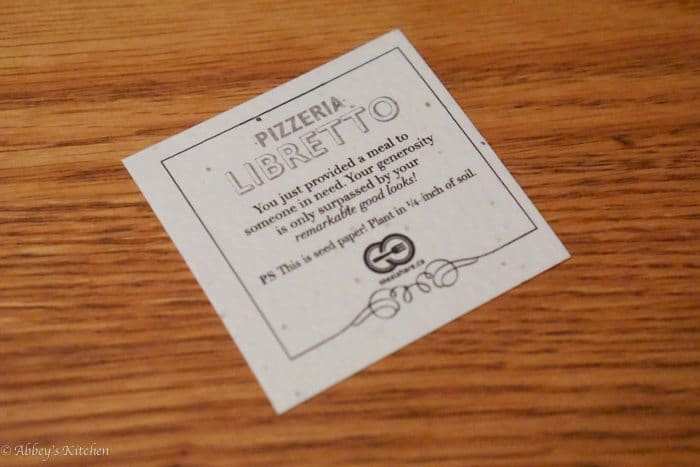 PIZZERIA
LIBRETTO
You just provided a meal to
someone in need. Your generosity
is only surpassed by your
remarkable good looks!
PS This is seed paper! Plant in ¼-inch of soil.
mealshare.ca
© Abbey's Kitchen